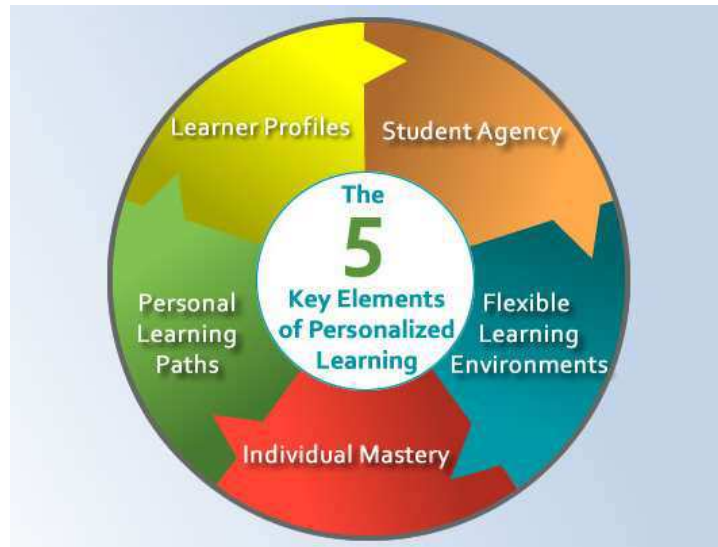 The
5
Key Elements
of Personalized
Learning
Learner Profiles
Student Agency
Flexible
Learning
Environments
Individual Mastery
Personal
Learning
Paths